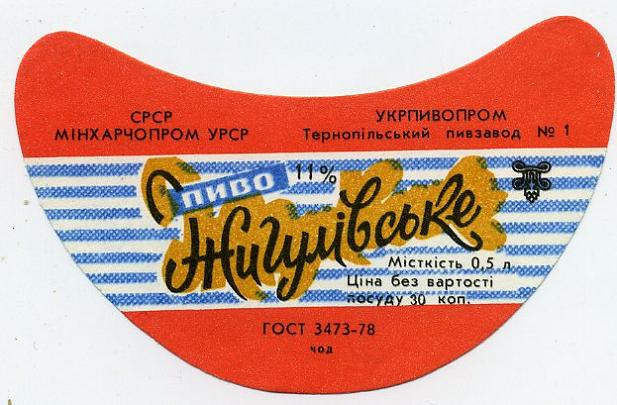 СРСР
МІНХАРЧОПРОМ УРСР
УКРПИВОПРОМ
Тернопільський пивзавод № 1
ПИВО 11%
Жигулівське
Місткість 0,5 л
Ціна без вартості
посуду 30 коп.
ГОСТ 3473-78
чод